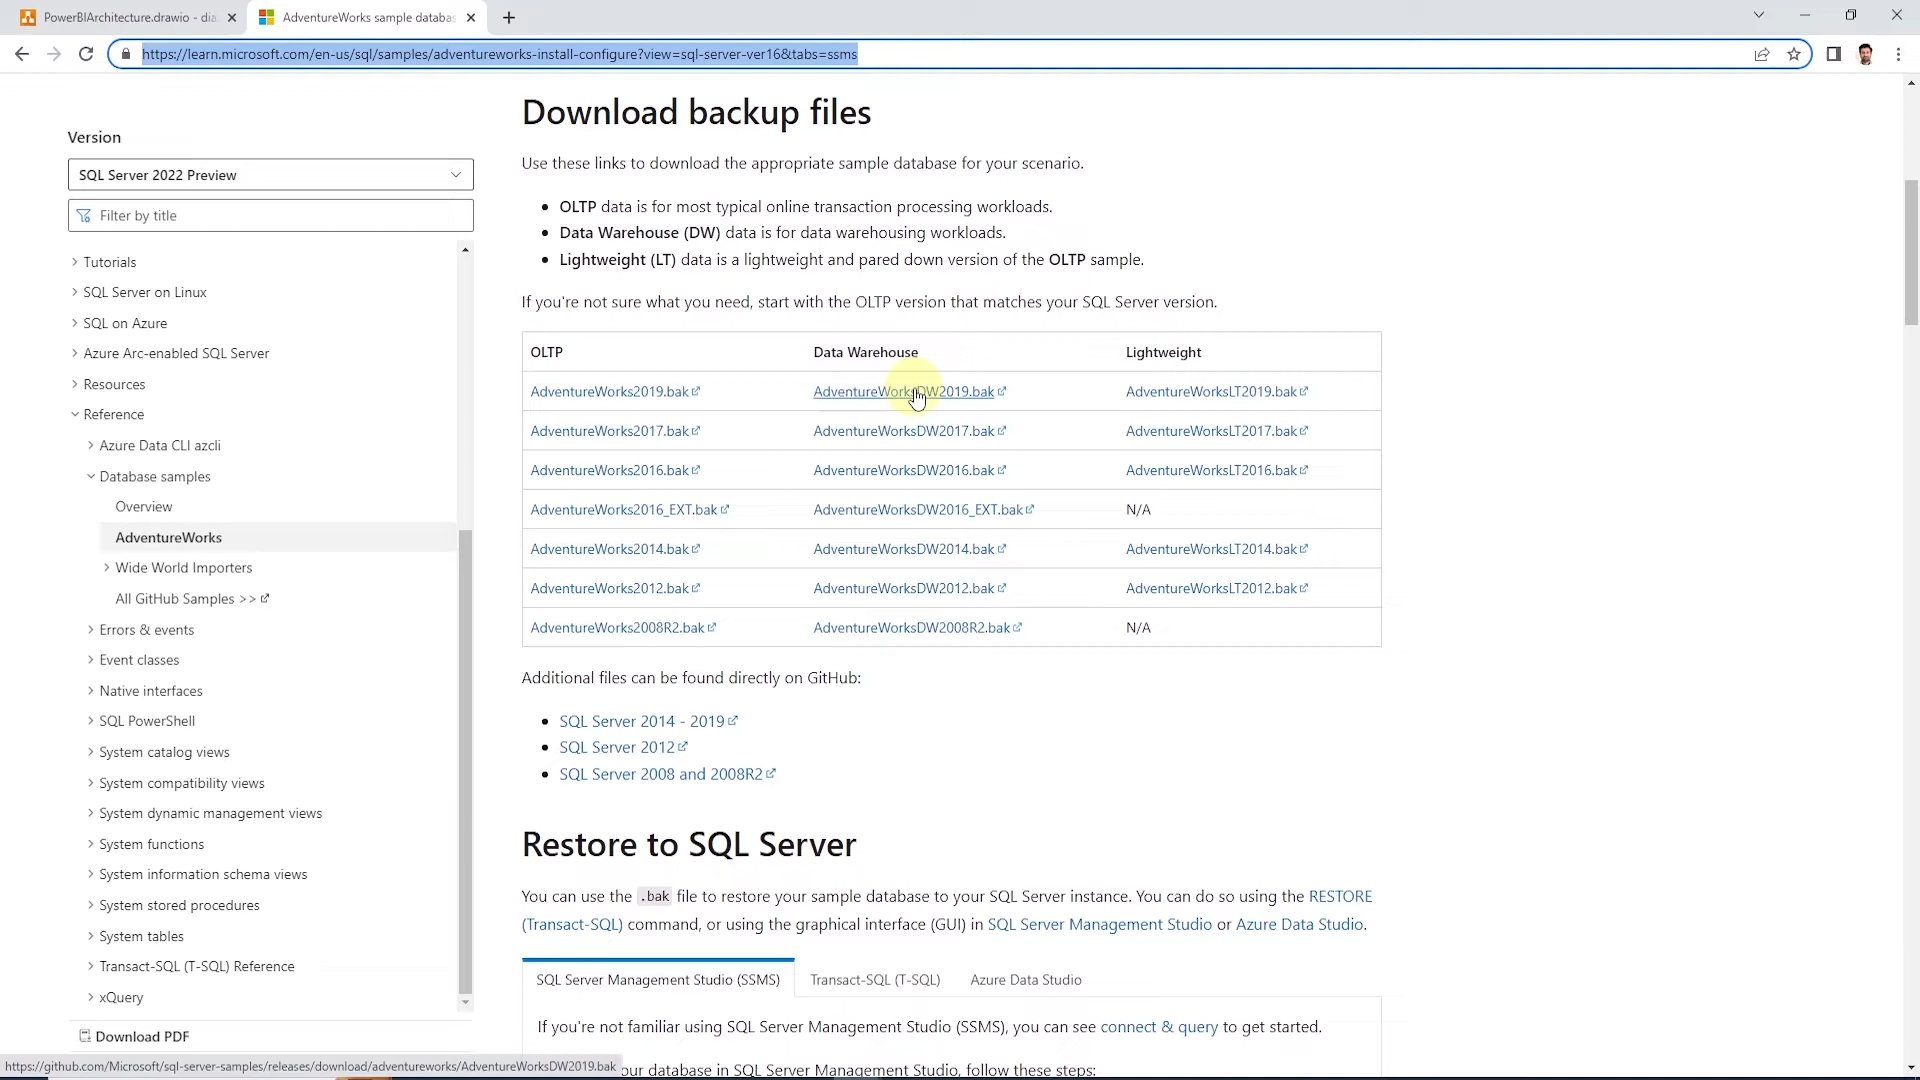 PowerBIArchitecture.drawio - dia
AdventureWorks sample databas
https://learn.microsoft.com/en-us/sql/samples/adventureworks-install-configure?view=sql-server-ver16&tabs=ssms
Version
SQL Server 2022 Preview
Filter by title
Tutorials
SQL Server on Linux
SQL on Azure
Azure Arc-enabled SQL Server
Resources
Reference
Azure Data CLI azcli
Database samples
Overview
AdventureWorks
Wide World Importers
All GitHub Samples >>
Errors & events
Event classes
Native interfaces
SQL PowerShell
System catalog views
System compatibility views
System dynamic management views
System functions
System information schema views
System stored procedures
System tables
Transact-SQL (T-SQL) Reference
xQuery
Download PDF
Download backup files
Use these links to download the appropriate sample database for your scenario.
• OLTP data is for most typical online transaction processing workloads.
• Data Warehouse (DW) data is for data warehousing workloads.
• Lightweight (LT) data is a lightweight and pared down version of the OLTP sample.
If you're not sure what you need, start with the OLTP version that matches your SQL Server version.
OLTP Data Warehouse Lightweight
AdventureWorks2019.bak AdventureWorksDW2019.bak AdventureWorksLT2019.bak
AdventureWorks2017.bak AdventureWorksDW2017.bak AdventureWorksLT2017.bak
AdventureWorks2016.bak AdventureWorksDW2016.bak AdventureWorksLT2016.bak
AdventureWorks2016_EXT.bak AdventureWorksDW2016_EXT.bak N/A
AdventureWorks2014.bak AdventureWorksDW2014.bak AdventureWorksLT2014.bak
AdventureWorks2012.bak AdventureWorksDW2012.bak AdventureWorksLT2012.bak
AdventureWorks2008R2.bak AdventureWorksDW2008R2.bak N/A
Additional files can be found directly on GitHub:
• SQL Server 2014 - 2019
• SQL Server 2012
• SQL Server 2008 and 2008R2
Restore to SQL Server
You can use the .bak file to restore your sample database to your SQL Server instance. You can do so using the RESTORE
(Transact-SQL) command, or using the graphical interface (GUI) in SQL Server Management Studio or Azure Data Studio.
SQL Server Management Studio (SSMS) Transact-SQL (T-SQL) Azure Data Studio
If you're not familiar using SQL Server Management Studio (SSMS), you can see connect & query to get started.
our database in SQL Server Management Studio, follow these steps:
https://github.com/Microsoft/sql-server-samples/releases/download/adventureworks/AdventureWorksDW2019.bak